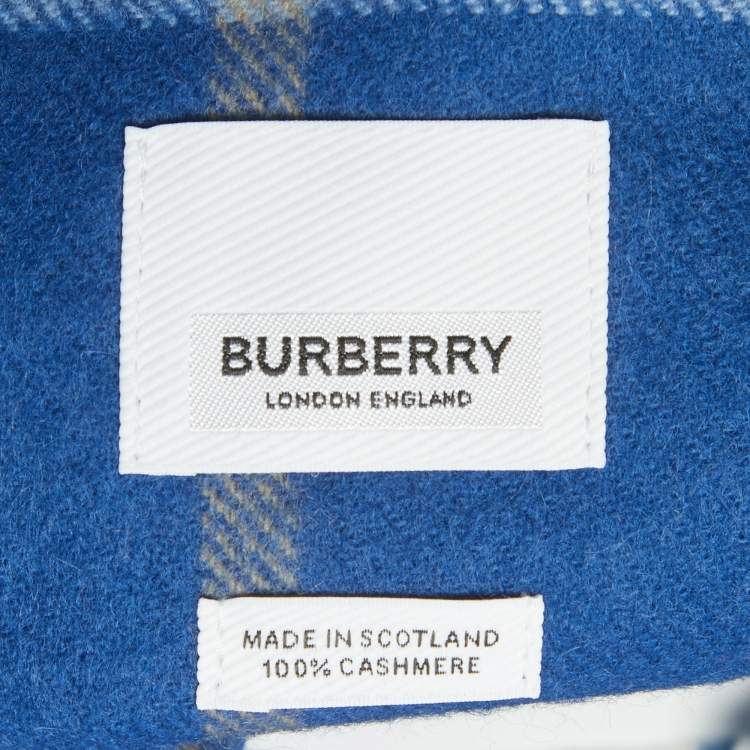 BURBERRY
LONDON ENGLAND
MADE IN SCOTLAND
100% CASHMERE